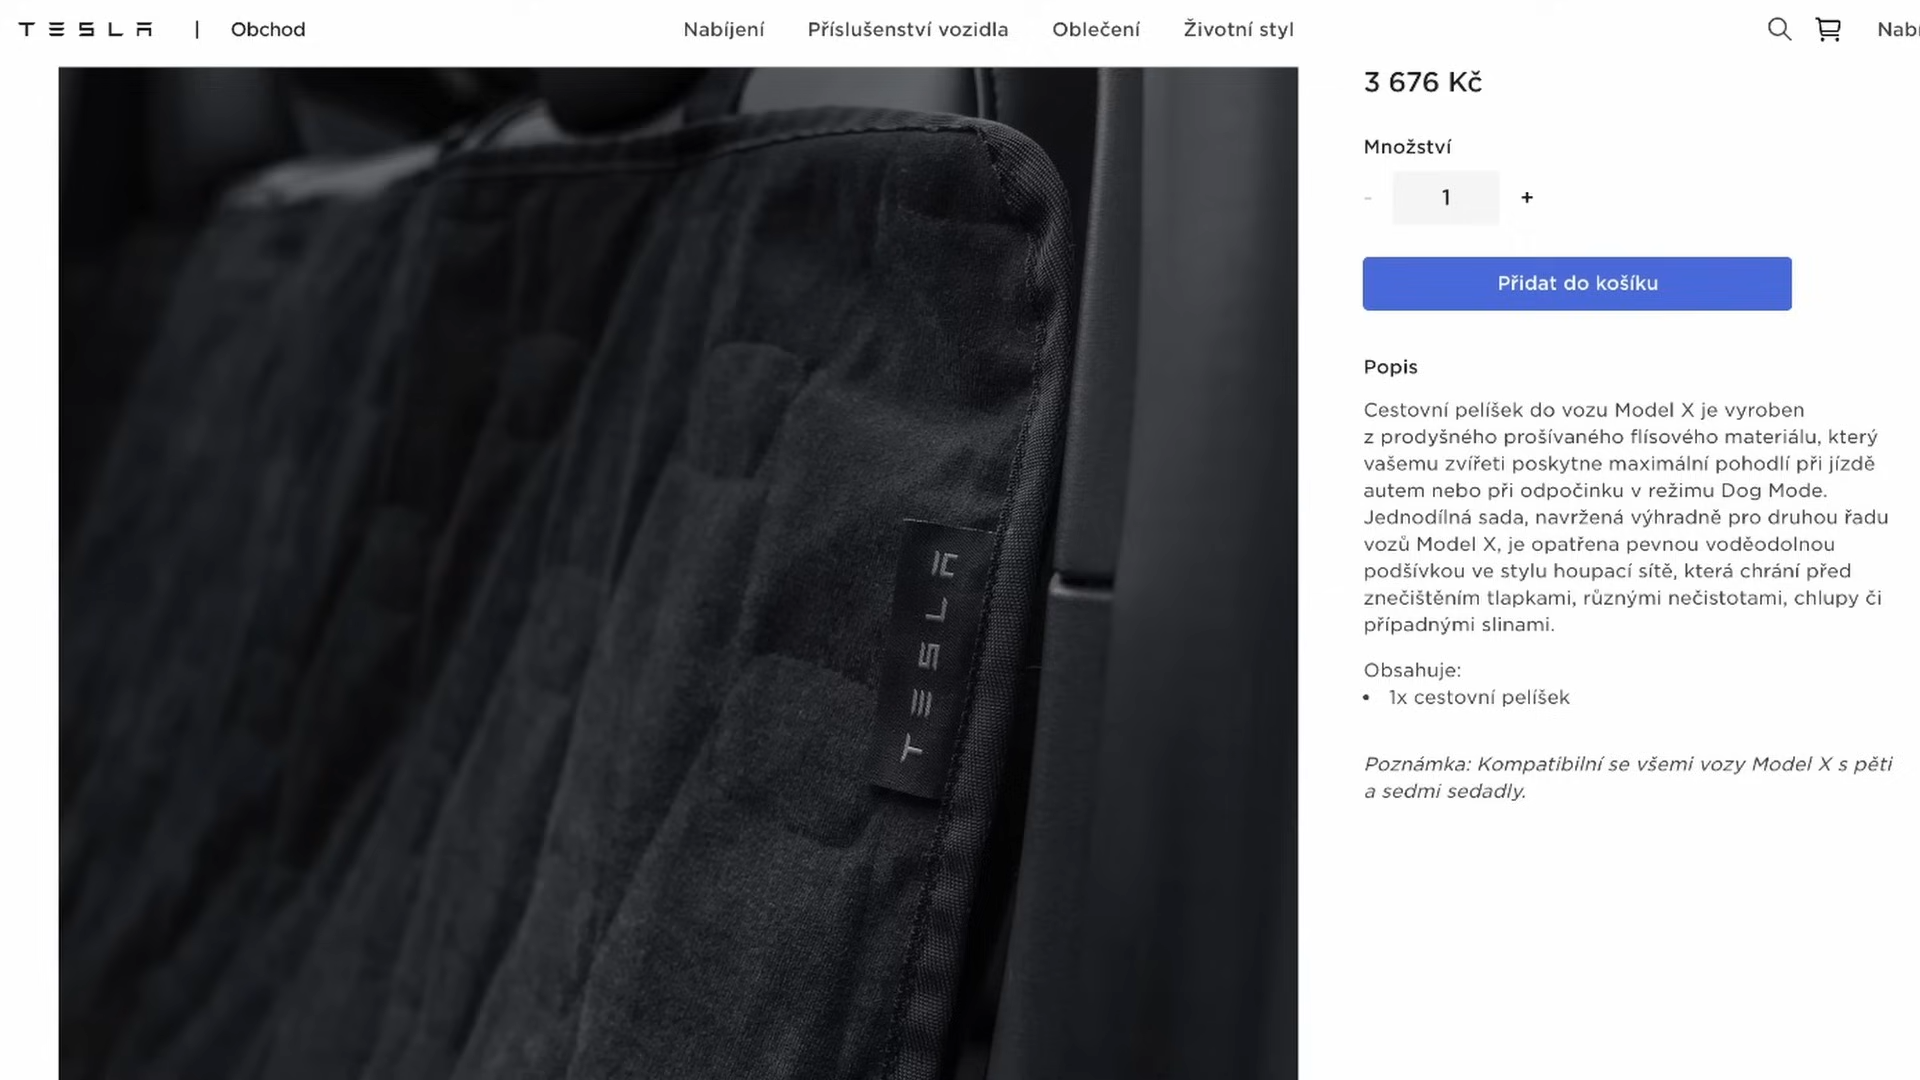 TESLA | Obchod
Nabíjení Příslušenství vozidla Oblečení Životní styl
3 676 Kč
Množství
- 1 +
Přidat do košíku
Popis
Cestovní pelíšek do vozu Model X je vyroben
z prodyšného prošívaného flísového materiálu, který
vašemu zvířeti poskytne maximální pohodlí při jízdě
autem nebo při odpočinku v režimu Dog Mode.
Jednodílná sada, navržená výhradně pro druhou řadu
vozů Model X, je opatřena pevnou voděodolnou
podšívkou ve stylu houpací sítě, která chrání před
znečištěním tlapkami, různými nečistotami, chlupy či
případnými slinami.
Obsahuje:
• 1x cestovní pelíšek
Poznámka: Kompatibilní se všemi vozy Model X s pěti
a sedmi sedadly.
TESLA